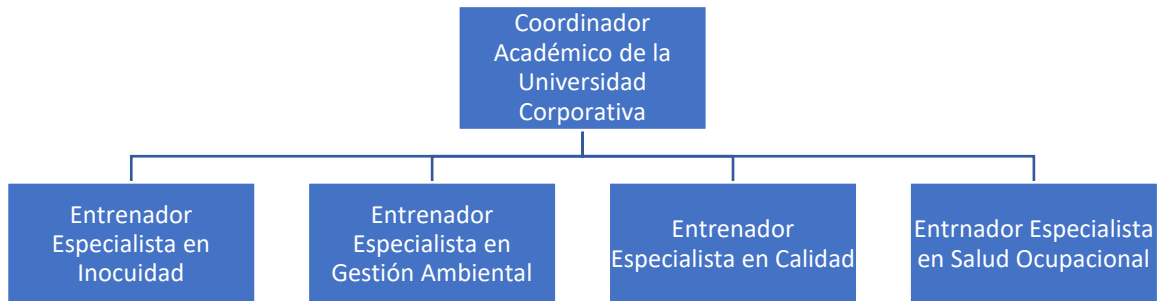 Coordinador
Académico de la
Universidad
Corporativa
Entrenador
Especialista en
Inocuidad
Entrenador
Especialista en
Gestión Ambiental
Entrenador
Especialista en Calidad
Entrnador Especialista
en Salud Ocupacional